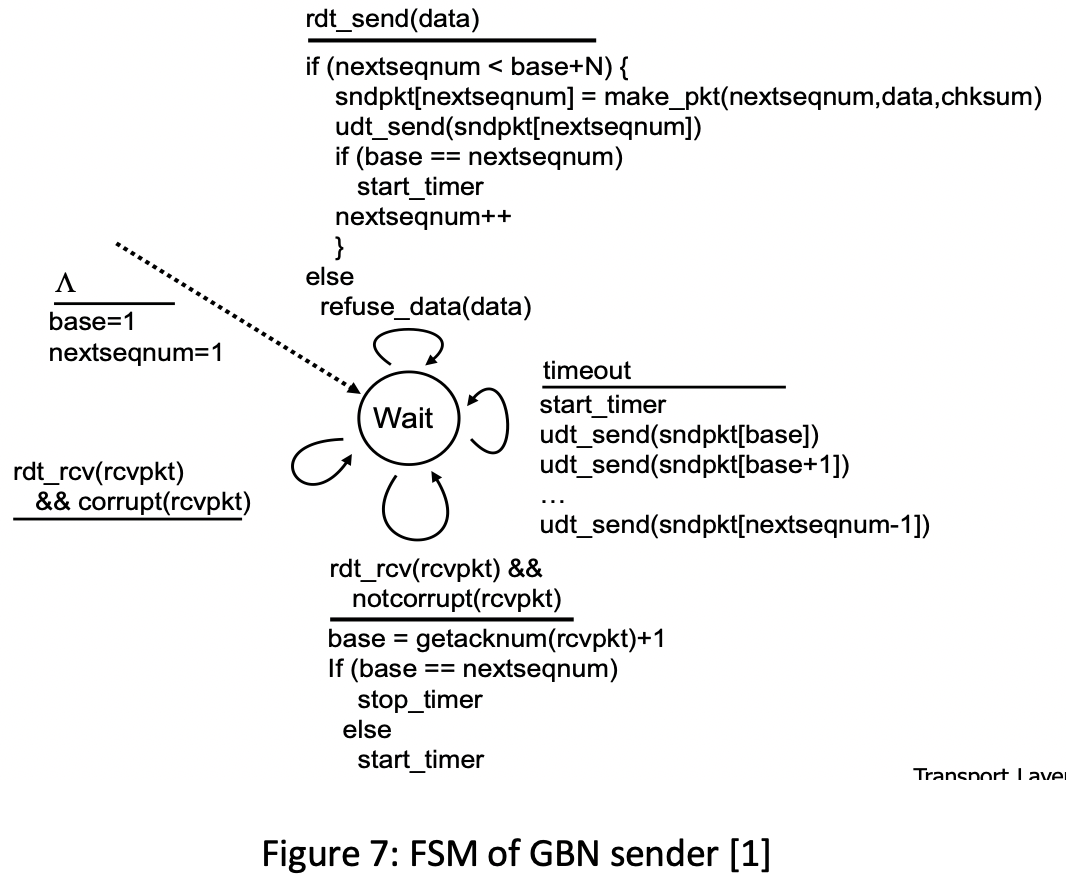 rdt_send(data)
if (nextseqnum < base+N) {
sndpkt[nextseqnum] = make_pkt(nextseqnum,data,chksum)
udt_send(sndpkt[nextseqnum])
if (base == nextseqnum)
start_timer
nextseqnum++
}
else
refuse_data(data)
Λ
base=1
nextseqnum=1
Wait
timeout
start_timer
udt_send(sndpkt[base])
udt_send(sndpkt[base+1])
…
udt_send(sndpkt[nextseqnum-1])
rdt_rcv(rcvpkt)
&& corrupt(rcvpkt)
rdt_rcv(rcvpkt) &&
notcorrupt(rcvpkt)
base = getacknum(rcvpkt)+1
If (base == nextseqnum)
stop_timer
else
start_timer
Transport Layer
Figure 7: FSM of GBN sender [1]